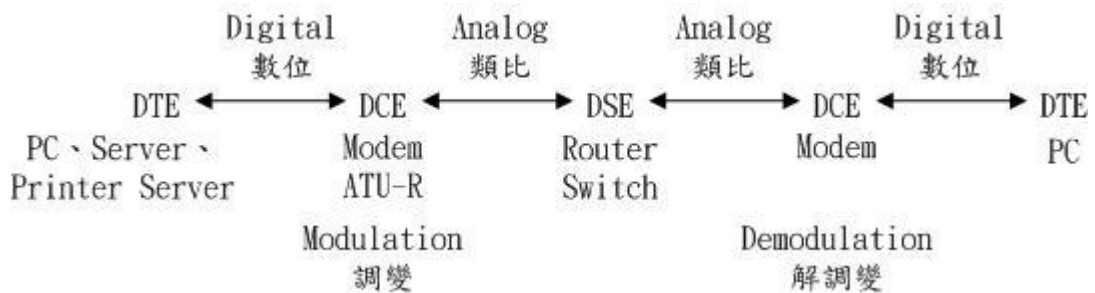 Digital Analog Analog Digital
數位 類比 類比 數位
DTE DCE DSE DCE DTE
PC、Server、 Modem Router Modem PC
Printer Server ATU-R Switch
Modulation Demodulation
調變 解調變